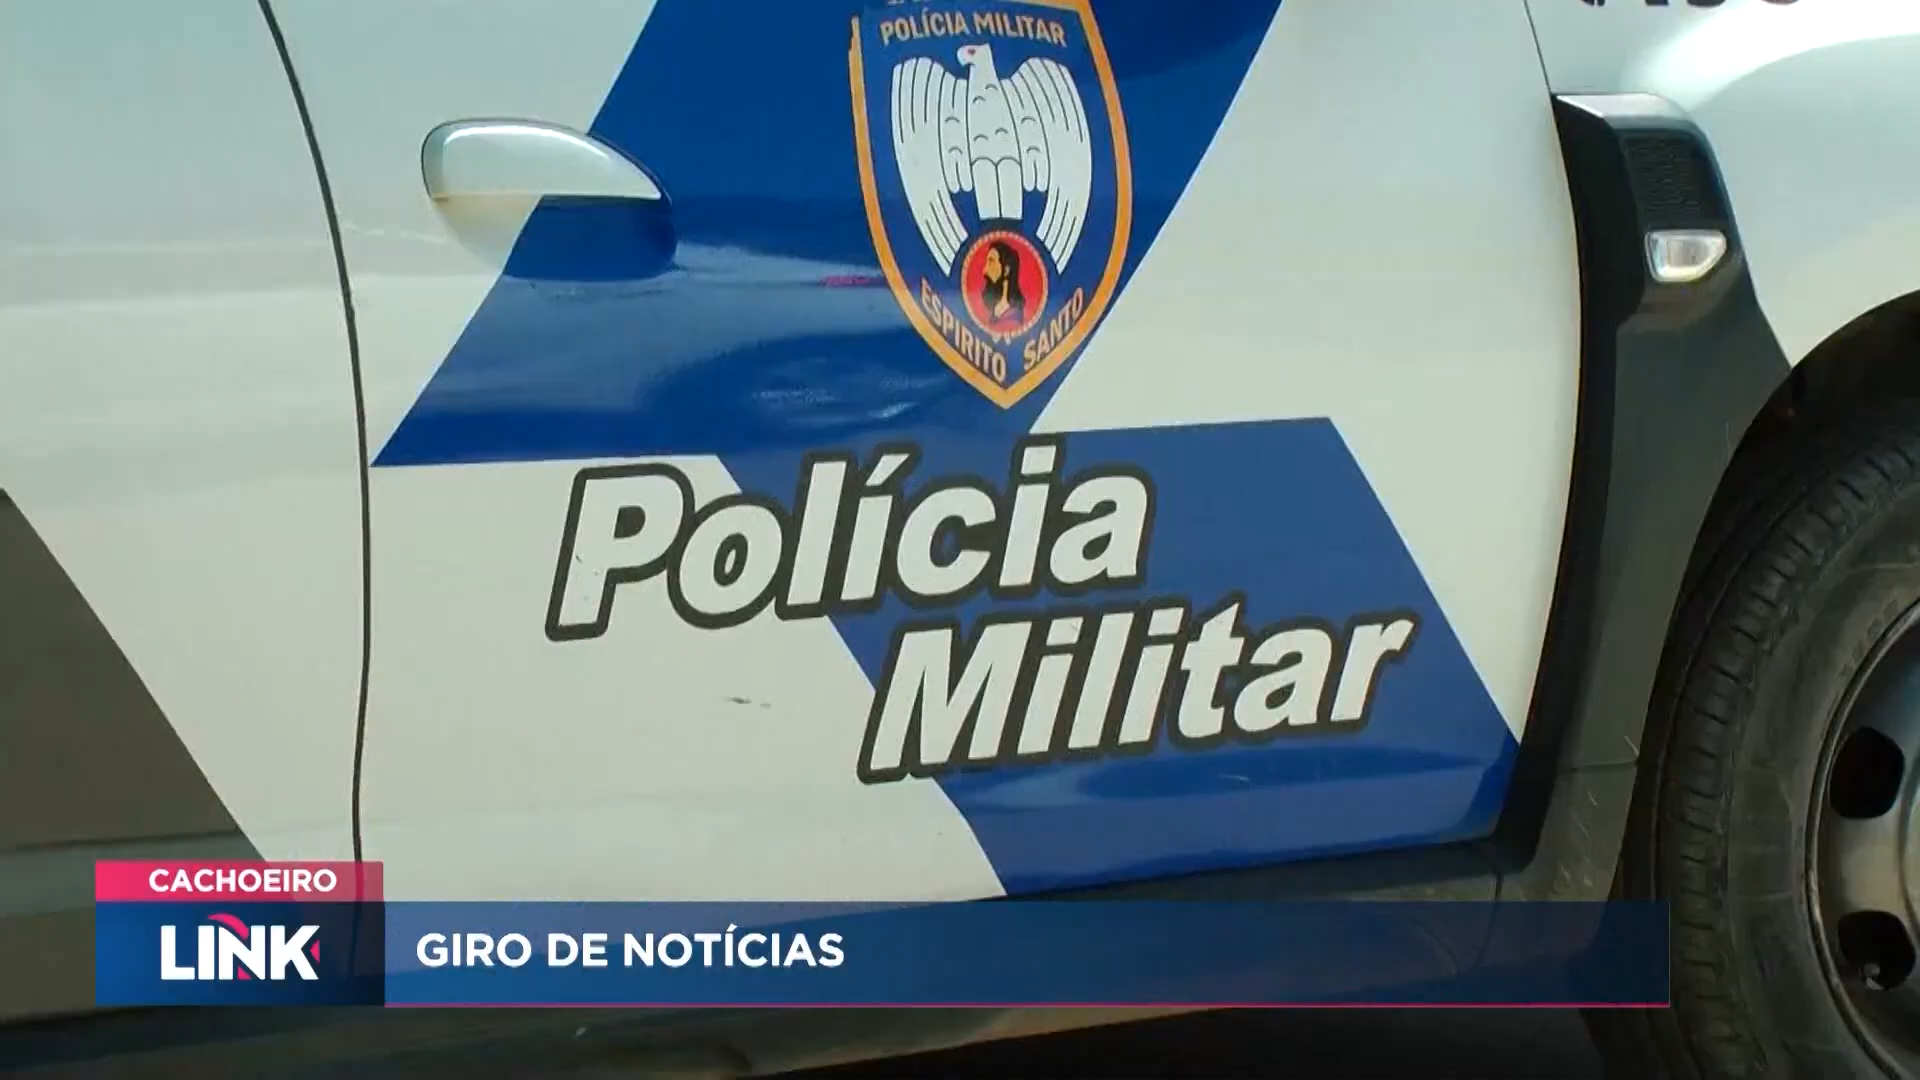 POLÍCIA MILITAR
ESPIRITO SANTO
Polícia
Militar
CACHOEIRO
LINK
GIRO DE NOTÍCIAS